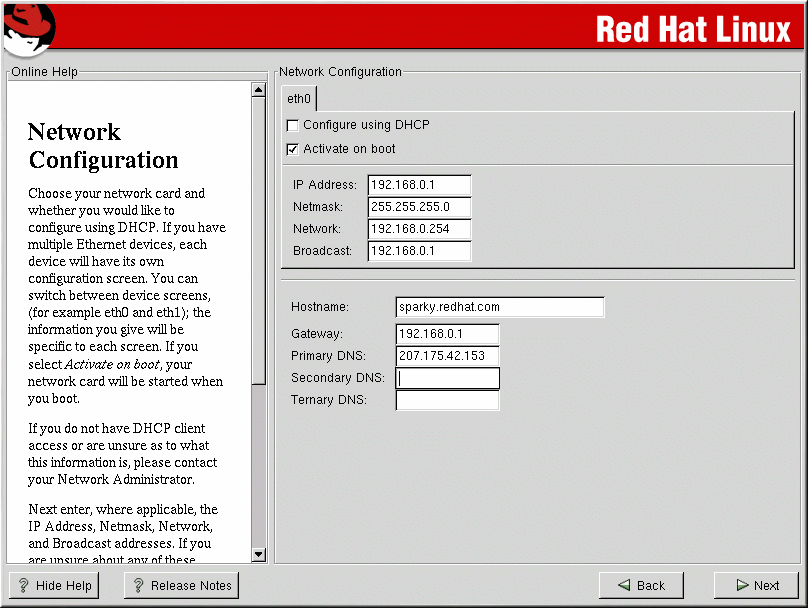 Red Hat Linux
Online Help
Network
Configuration
Choose your network card and
whether you would like to
configure using DHCP. If you have
multiple Ethernet devices, each
device will have its own
configuration screen. You can
switch between device screens,
(for example eth0 and eth1); the
information you give will be
specific to each screen. If you
select Activate on boot, your
network card will be started when
you boot.
If you do not have DHCP client
access or are unsure as to what
this information is, please contact
your Network Administrator.
Next enter, where applicable, the
IP Address, Netmask, Network,
and Broadcast addresses. If you
are unsure about any of these
Network Configuration
eth0
Configure using DHCP
Activate on boot
IP Address: 192.168.0.1
Netmask: 255.255.255.0
Network: 192.168.0.254
Broadcast: 192.168.0.1
Hostname: sparky.redhat.com
Gateway: 192.168.0.1
Primary DNS: 207.175.42.153
Secondary DNS:
Ternary DNS:
? Hide Help ? Release Notes Back Next